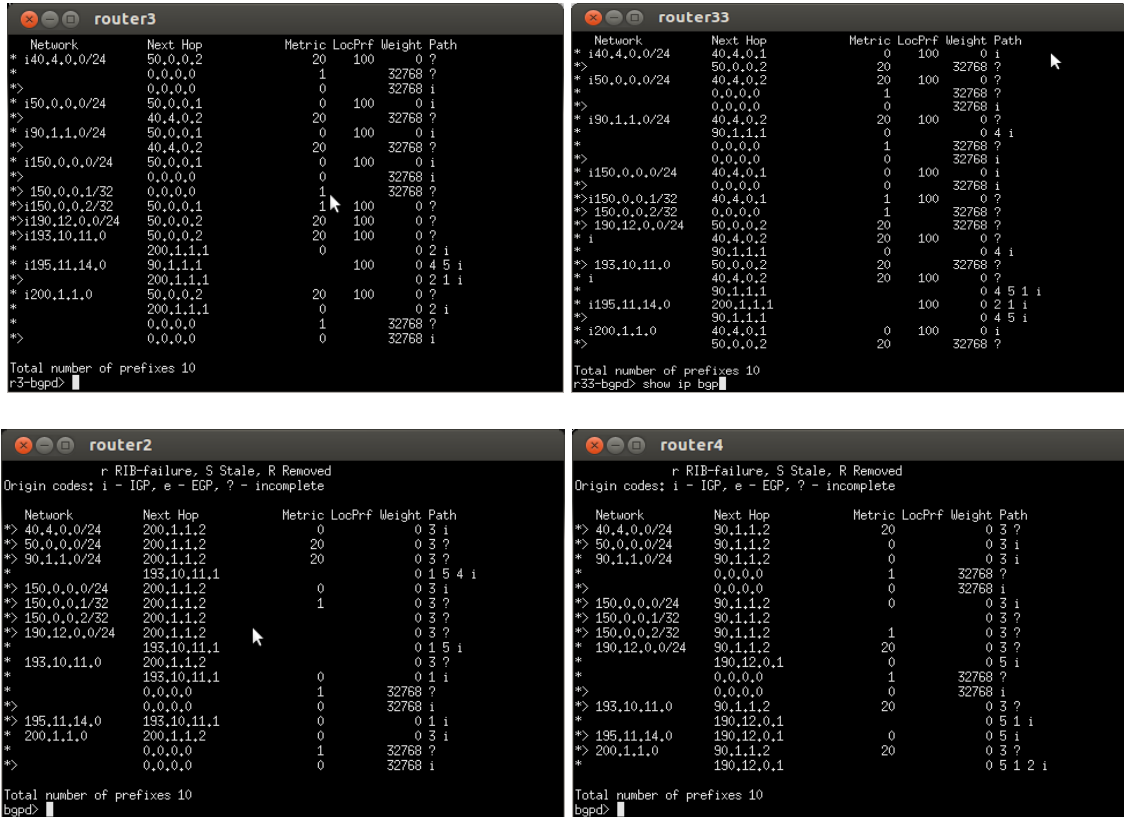 router3
Network Next Hop Metric LocPrf Weight Path
* i40.4.0.0/24 50.0.0.2 20 100 0 ?
* 0.0.0.0 1 32768 ?
*> 0.0.0.0 0 32768 i
* i50.0.0.0/24 50.0.0.1 0 100 0 i
*> 40.4.0.2 20 32768 ?
* i90.1.1.0/24 50.0.0.1 0 100 0 i
*> 40.4.0.2 20 32768 ?
* i150.0.0.0/24 50.0.0.1 0 100 0 i
*> 0.0.0.0 0 32768 i
*> 150.0.0.1/32 0.0.0.0 1 32768 ?
*>i150.0.0.2/32 50.0.0.1 1 100 0 ?
*>i190.12.0.0/24 50.0.0.2 20 100 0 ?
*>i193.10.11.0 50.0.0.2 20 100 0 ?
* 200.1.1.1 0 0 2 i
* i195.11.14.0 90.1.1.1 100 0 4 5 i
*> 200.1.1.1 0 2 1 i
* i200.1.1.0 50.0.0.2 20 100 0 ?
* 200.1.1.1 0 0 2 i
* 0.0.0.0 1 32768 ?
*> 0.0.0.0 0 32768 i
Total number of prefixes 10
r3-bgpd>
router33
Network Next Hop Metric LocPrf Weight Path
* i40.4.0.0/24 40.4.0.1 0 100 0 i
*> 50.0.0.2 20 32768 ?
* i50.0.0.0/24 40.4.0.2 20 100 0 ?
* 0.0.0.0 1 32768 ?
*> 0.0.0.0 0 32768 i
* i90.1.1.0/24 40.4.0.2 20 100 0 ?
* 90.1.1.1 0 0 4 i
* 0.0.0.0 1 32768 ?
*> 0.0.0.0 0 32768 i
* i150.0.0.0/24 40.4.0.1 0 100 0 i
*> 0.0.0.0 0 32768 i
*>i150.0.0.1/32 40.4.0.1 1 100 0 ?
*> 150.0.0.2/32 0.0.0.0 1 32768 ?
*> 190.12.0.0/24 50.0.0.2 20 32768 ?
* i 40.4.0.2 20 100 0 ?
* 90.1.1.1 0 0 4 i
*> 193.10.11.0 50.0.0.2 20 32768 ?
* i 40.4.0.2 20 100 0 ?
* 90.1.1.1 0 4 5 1 i
* i195.11.14.0 200.1.1.1 100 0 2 1 i
*> 90.1.1.1 0 4 5 i
* i200.1.1.0 40.4.0.1 0 100 0 i
*> 50.0.0.2 20 32768 ?
Total number of prefixes 10
r33-bgpd> show ip bgp
router2
r RIB-failure, S Stale, R Removed
Origin codes: i - IGP, e - EGP, ? - incomplete
Network Next Hop Metric LocPrf Weight Path
*> 40.4.0.0/24 200.1.1.2 0 0 3 i
*> 50.0.0.0/24 200.1.1.2 20 0 3 ?
*> 90.1.1.0/24 200.1.1.2 20 0 3 ?
* 193.10.11.1 0 1 5 4 i
*> 150.0.0.0/24 200.1.1.2 0 0 3 i
*> 150.0.0.1/32 200.1.1.2 1 0 3 ?
*> 150.0.0.2/32 200.1.1.2 0 3 ?
*> 190.12.0.0/24 200.1.1.2 0 3 ?
* 193.10.11.1 0 1 5 i
* 193.10.11.0 200.1.1.2 0 3 ?
* 193.10.11.1 0 0 1 i
* 0.0.0.0 1 32768 ?
*> 0.0.0.0 0 32768 i
*> 195.11.14.0 193.10.11.1 0 0 1 i
* 200.1.1.0 200.1.1.2 0 0 3 i
* 0.0.0.0 1 32768 ?
*> 0.0.0.0 0 32768 i
Total number of prefixes 10
bgpd>
router4
r RIB-failure, S Stale, R Removed
Origin codes: i - IGP, e - EGP, ? - incomplete
Network Next Hop Metric LocPrf Weight Path
*> 40.4.0.0/24 90.1.1.2 20 0 3 ?
*> 50.0.0.0/24 90.1.1.2 0 0 3 i
* 90.1.1.0/24 90.1.1.2 0 0 3 i
* 0.0.0.0 1 32768 ?
*> 0.0.0.0 0 32768 i
*> 150.0.0.0/24 90.1.1.2 0 0 3 i
*> 150.0.0.1/32 90.1.1.2 0 3 ?
*> 150.0.0.2/32 90.1.1.2 1 0 3 ?
* 190.12.0.0/24 90.1.1.2 20 0 3 ?
* 190.12.0.1 0 0 5 i
* 0.0.0.0 1 32768 ?
*> 0.0.0.0 0 32768 i
*> 193.10.11.0 90.1.1.2 20 0 3 ?
* 190.12.0.1 0 5 1 i
*> 195.11.14.0 190.12.0.1 0 0 5 i
*> 200.1.1.0 90.1.1.2 20 0 3 ?
* 190.12.0.1 0 5 1 2 i
Total number of prefixes 10
bgpd>